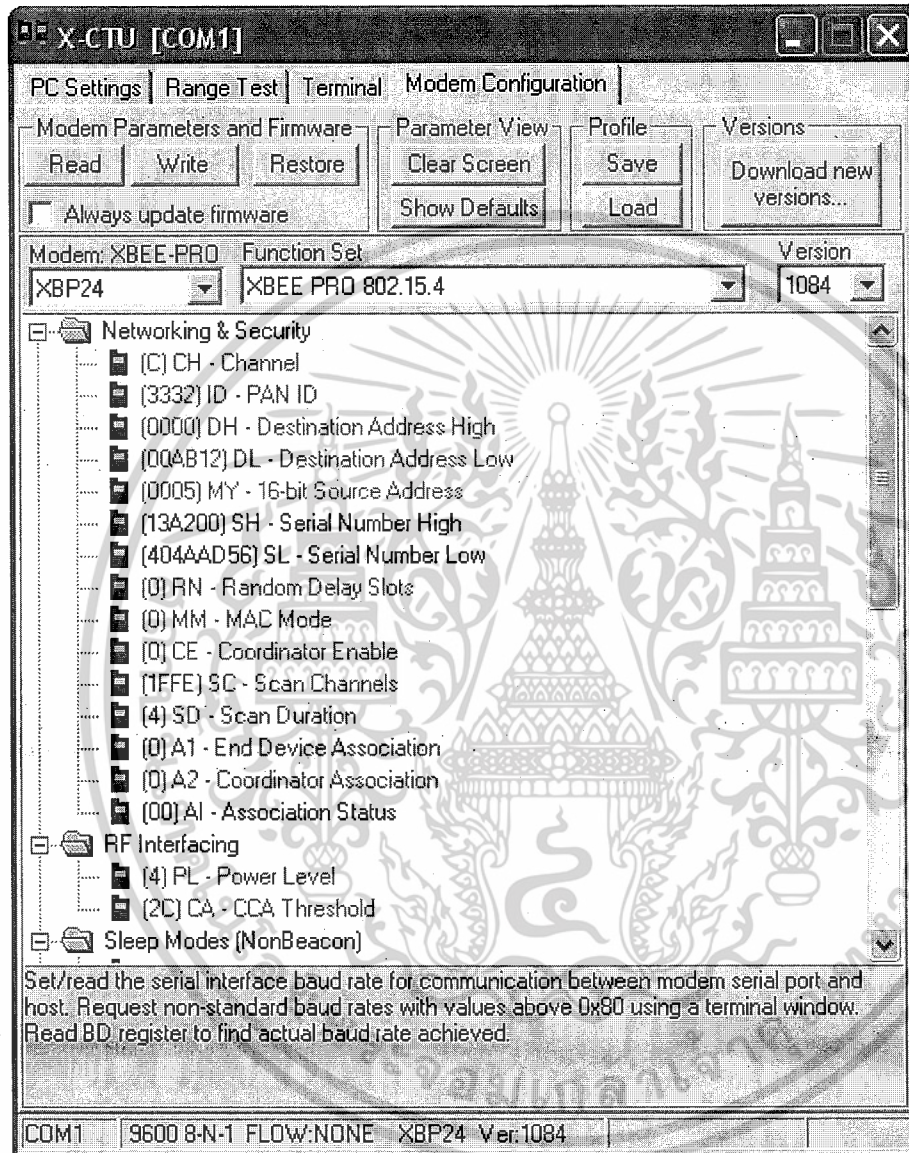 X-CTU [COM1]
PC Settings Range Test Terminal Modem Configuration
Modem Parameters and Firmware Parameter View Profile Versions
Read Write Restore Clear Screen Save Download new versions...
Always update firmware Show Defaults Load
Modem: XBEE-PRO Function Set Version
XBP24 XBEE PRO 802.15.4 1084
Networking & Security
(C) CH - Channel
(3332) ID - PAN ID
(0000) DH - Destination Address High
(00AB12) DL - Destination Address Low
(0005) MY - 16-bit Source Address
(13A200) SH - Serial Number High
(404AAD56) SL - Serial Number Low
(0) RN - Random Delay Slots
(0) MM - MAC Mode
(0) CE - Coordinator Enable
(1FFE) SC - Scan Channels
(4) SD - Scan Duration
(0) A1 - End Device Association
(0) A2 - Coordinator Association
(00) AI - Association Status
RF Interfacing
(4) PL - Power Level
(2C) CA - CCA Threshold
Sleep Modes (NonBeacon)
Set/read the serial interface baud rate for communication between modem serial port and
host. Request non-standard baud rates with values above 0x80 using a terminal window.
Read BD register to find actual baud rate achieved.
COM1 9600 8-N-1 FLOW:NONE XBP24 Ver:1084